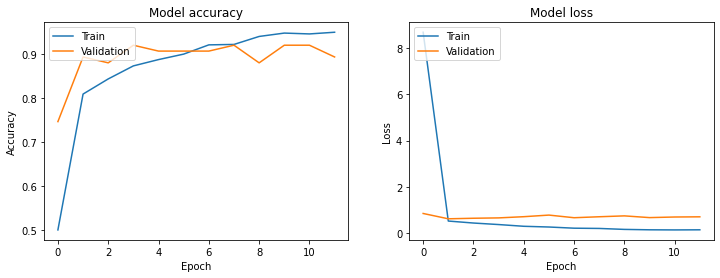 Model accuracy
Train
Validation
0.9
0.8
0.7
0.6
0.5
Accuracy
0 2 4 6 8 10
Epoch
Model loss
Train
Validation
8
6
4
2
0
Loss
0 2 4 6 8 10
Epoch